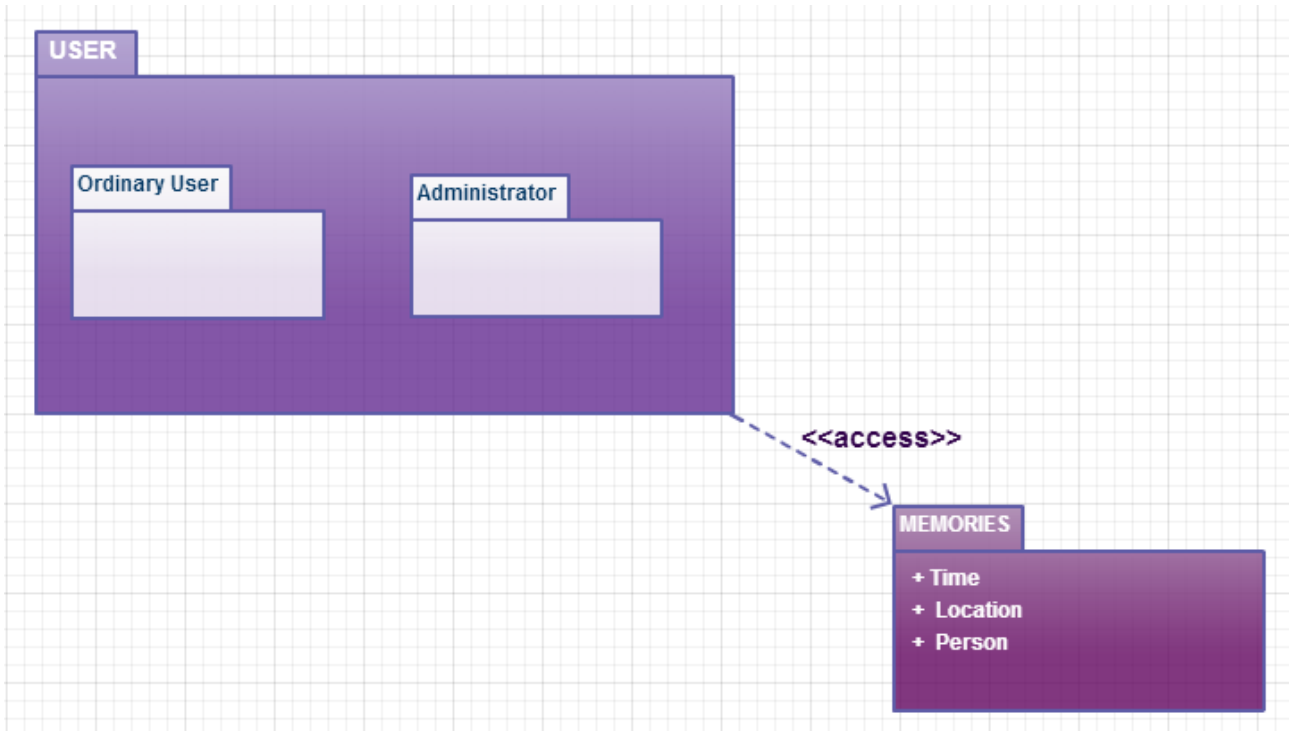 USER
Ordinary User
Administrator
<<access>>
MEMORIES
+ Time
+ Location
+ Person